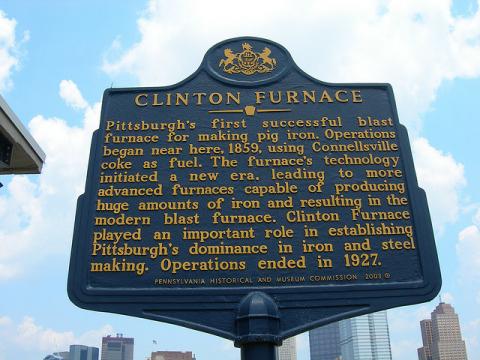 CLINTON FURNACE
Pittsburgh's first successful blast
furnace for making pig iron. Operations
began near here, 1859, using Connellsville
coke as fuel. The furnace's technology
initiated a new era, leading to more
advanced furnaces capable of producing
huge amounts of iron and resulting in the
modern blast furnace. Clinton Furnace
played an important role in establishing
Pittsburgh's dominance in iron and steel
making. Operations ended in 1927.
PENNSYLVANIA HISTORICAL AND MUSEUM COMMISSION 2003 ©